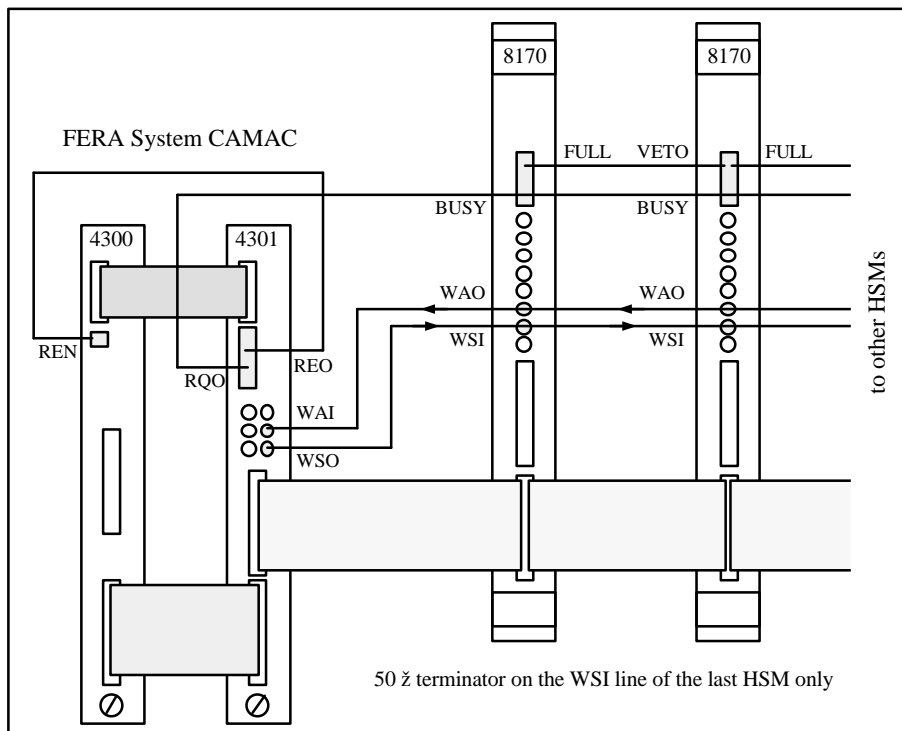 8170
8170
FERA System CAMAC
FULL
VETO
FULL
BUSY
BUSY
4300
4301
WAO
WAO
REN
REO
WSI
WSI
RQO
to other HSMs
WAI
WSO
50 ž terminator on the WSI line of the last HSM only